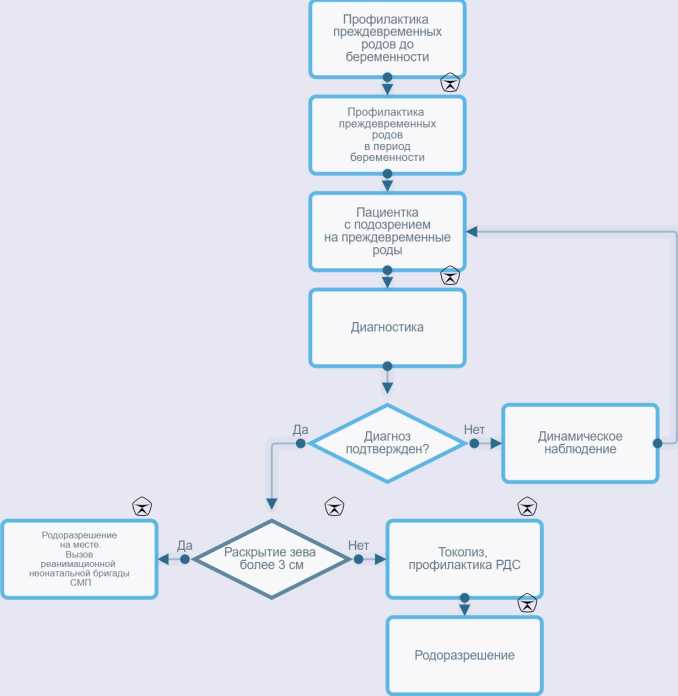 Профилактика
преждевременных
родов до
беременности
Профилактика
преждевременных
родов
в период
беременности
Пациентка
с подозрением
на преждевременные
роды
Диагностика
Да
Диагноз
подтвержден?
Нет
Динамическое
наблюдение
Родоразрешение
на месте.
Вызов
реанимационной
неонатальной бригады
СМП
Да
Раскрытие зева
более 3 см
Нет
Токолиз,
профилактика РДС
Родоразрешение